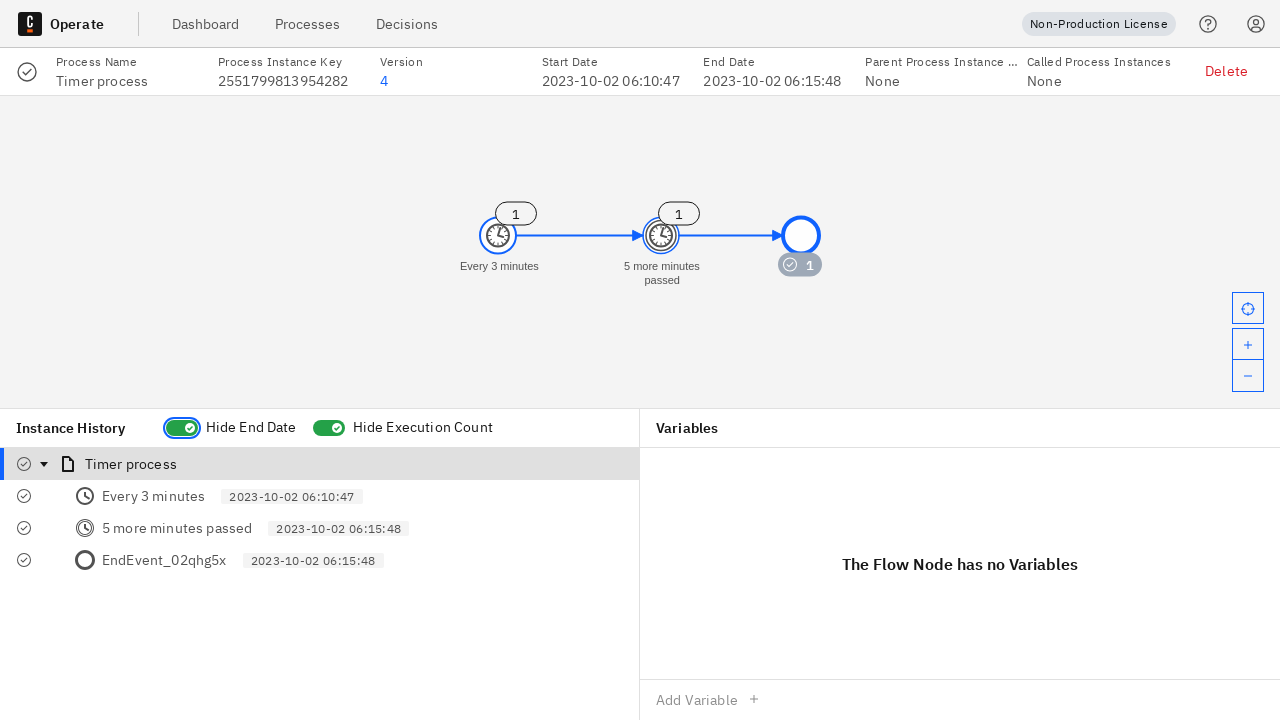 Operate
Dashboard
Processes
Decisions
Non-Production License
Process Name
Timer process
Process Instance Key
2551799813954282
Version
4
Start Date
2023-10-02 06:10:47
End Date
2023-10-02 06:15:48
Parent Process Instance ...
None
Called Process Instances
None
Delete
1
1
Every 3 minutes
5 more minutes
passed
1
Instance History
Hide End Date
Hide Execution Count
Variables
Timer process
Every 3 minutes
2023-10-02 06:10:47
5 more minutes passed
2023-10-02 06:15:48
EndEvent_02qhg5x
2023-10-02 06:15:48
The Flow Node has no Variables
Add Variable +